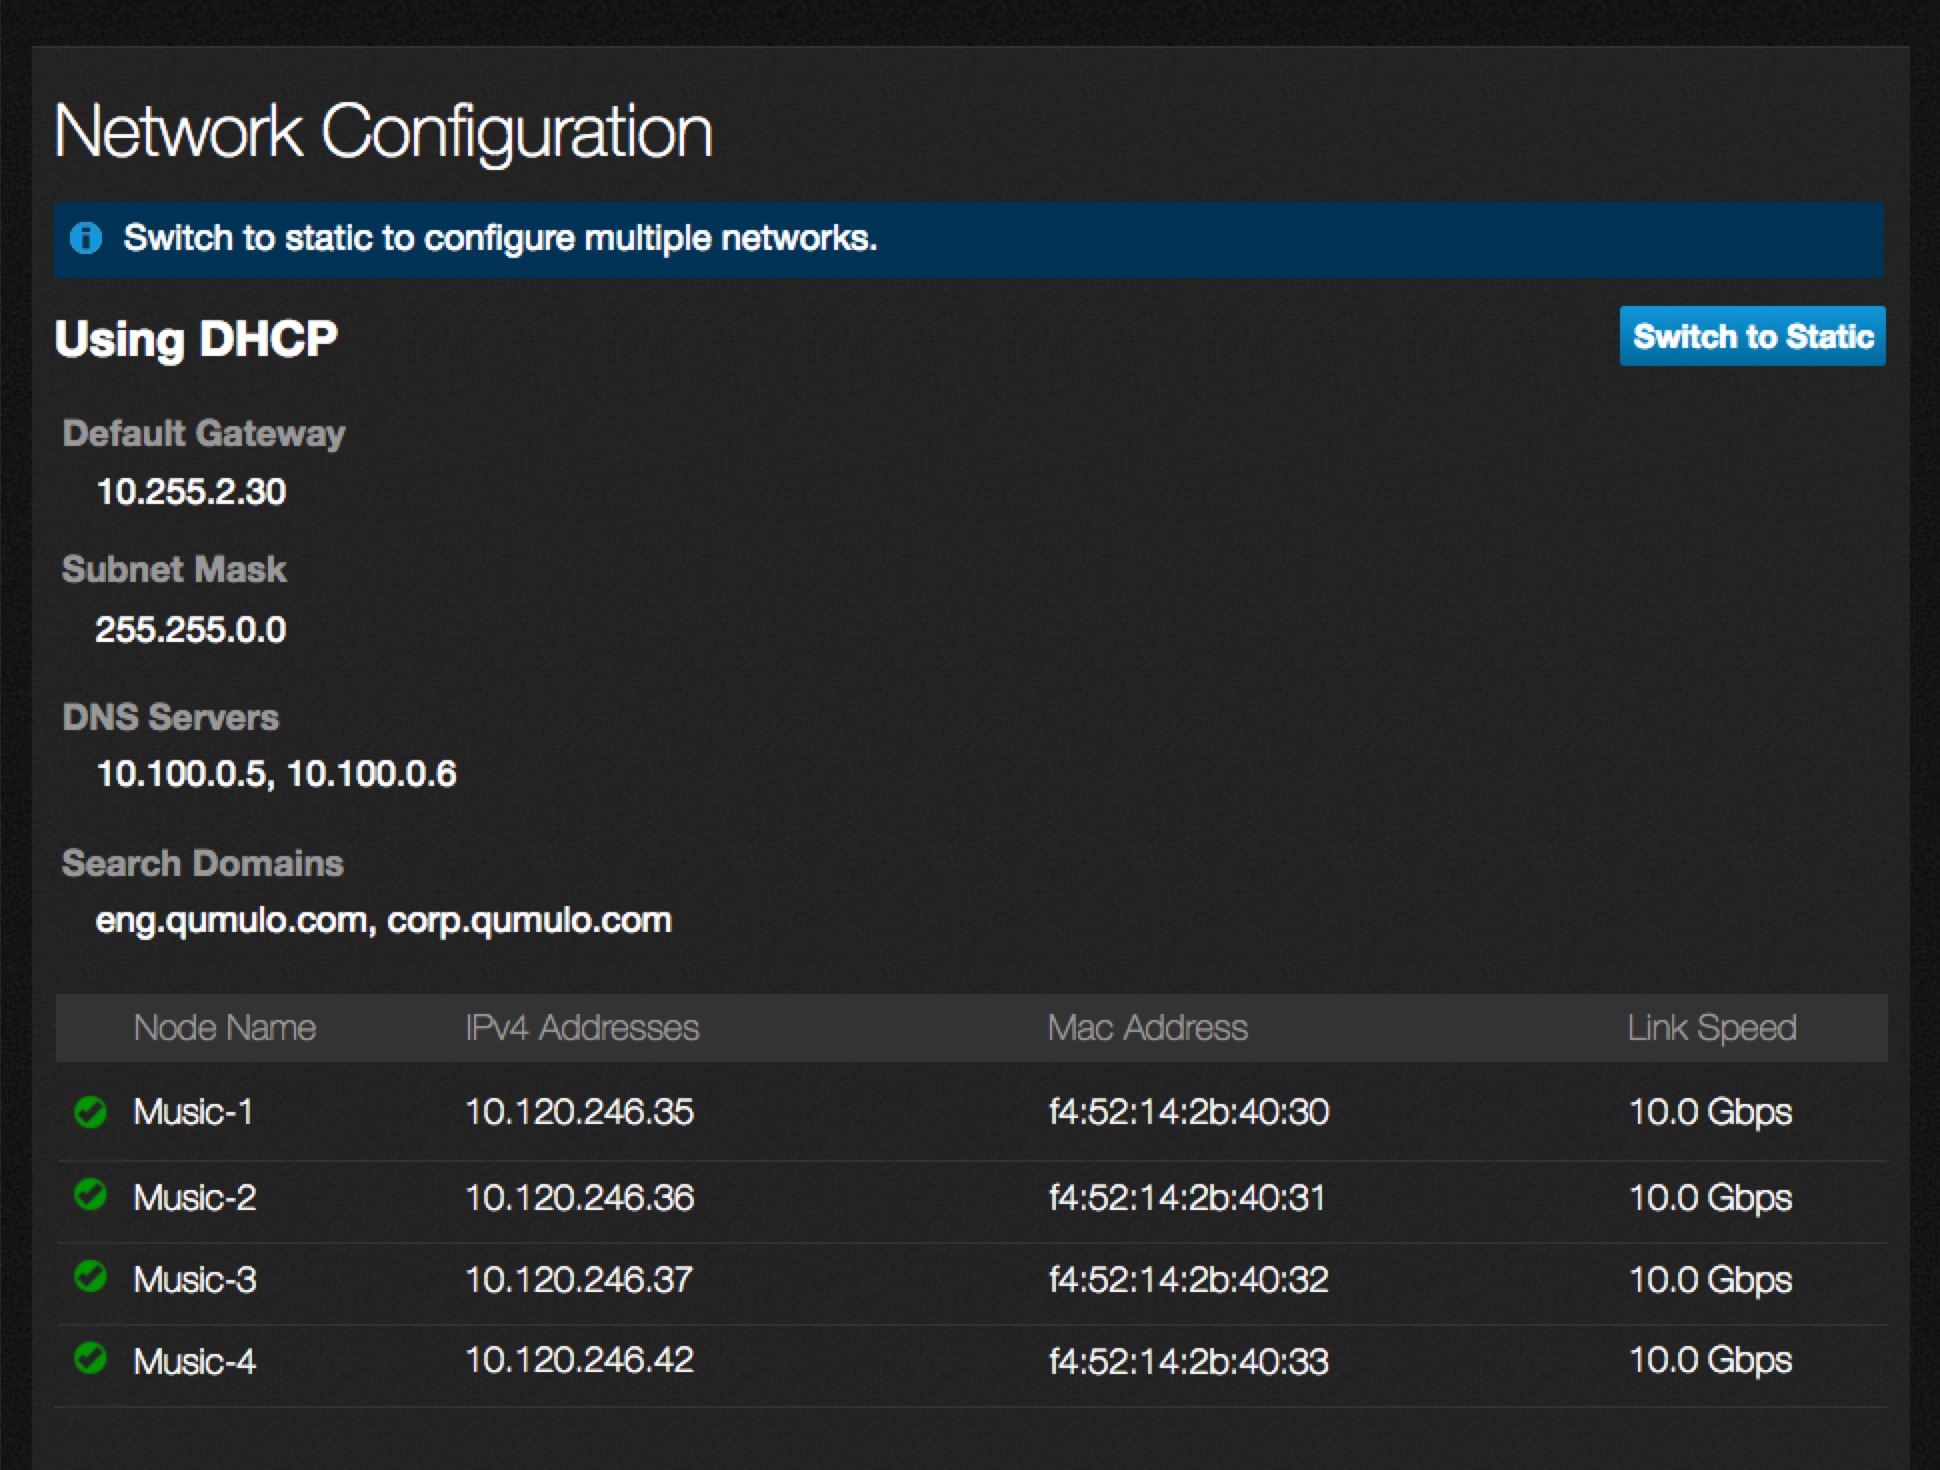 Network Configuration
Switch to static to configure multiple networks.
Using DHCP
Switch to Static
Default Gateway
10.255.2.30
Subnet Mask
255.255.0.0
DNS Servers
10.100.0.5, 10.100.0.6
Search Domains
eng.qumulo.com, corp.qumulo.com
Node Name IPv4 Addresses Mac Address Link Speed
Music-1 10.120.246.35 f4:52:14:2b:40:30 10.0 Gbps
Music-2 10.120.246.36 f4:52:14:2b:40:31 10.0 Gbps
Music-3 10.120.246.37 f4:52:14:2b:40:32 10.0 Gbps
Music-4 10.120.246.42 f4:52:14:2b:40:33 10.0 Gbps